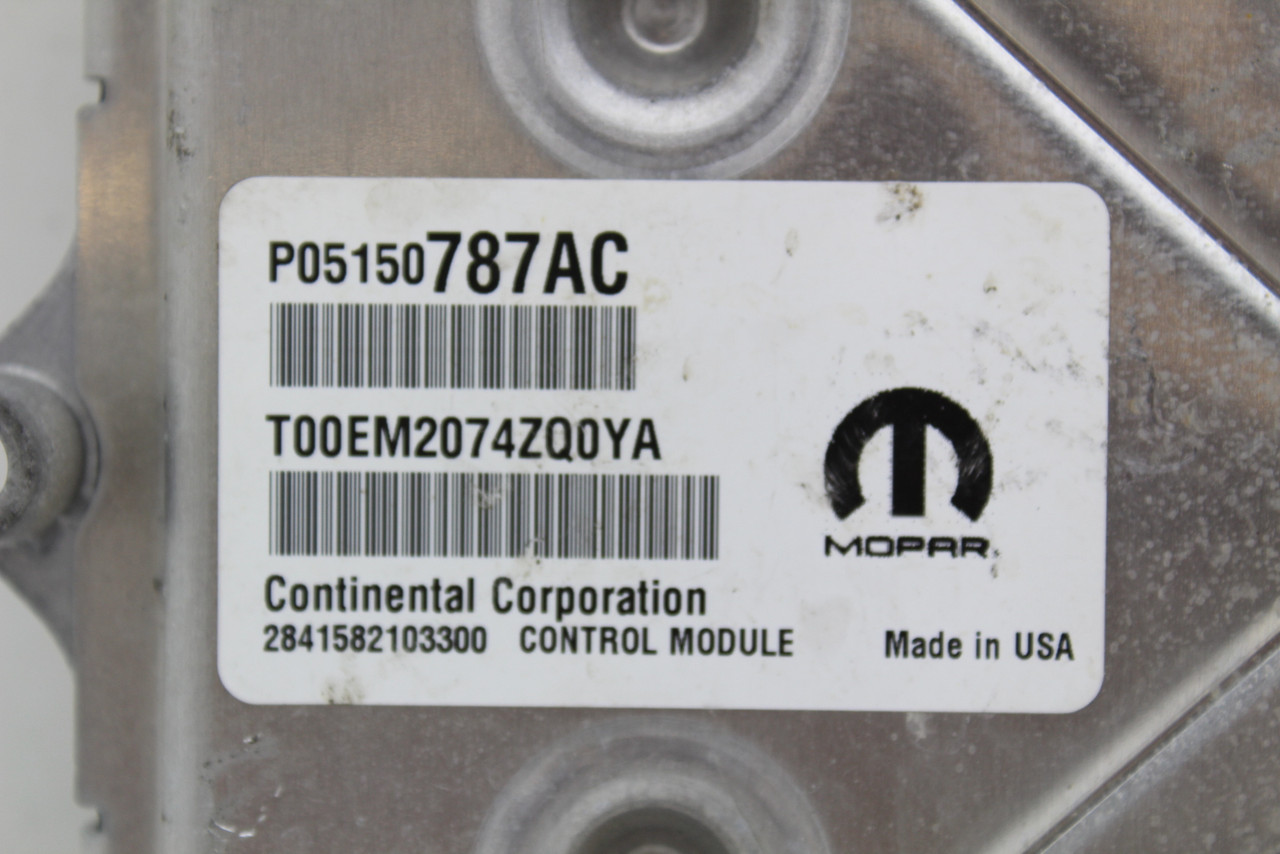 P05150787AC
T00EM2074ZQ0YA
MOPAR
Continental Corporation
2841582103300 CONTROL MODULE Made in USA